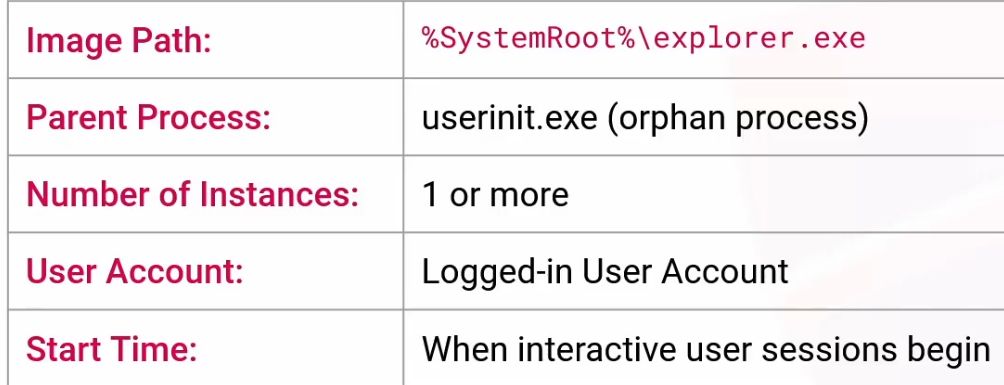 Image Path: %SystemRoot%\explorer.exe
Parent Process: userinit.exe (orphan process)
Number of Instances: 1 or more
User Account: Logged-in User Account
Start Time: When interactive user sessions begin